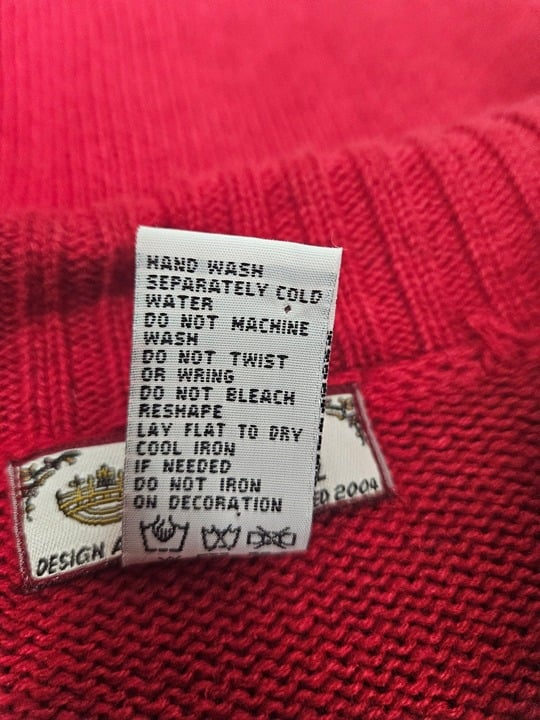 HAND WASH
SEPARATELY COLD
WATER
DO NOT MACHINE
WASH
DO NOT TWIST
OR WRING
DO NOT BLEACH
RESHAPE
LAY FLAT TO DRY
COOL IRON
IF NEEDED
DO NOT IRON
ON DECORATION
DESIGN
2004